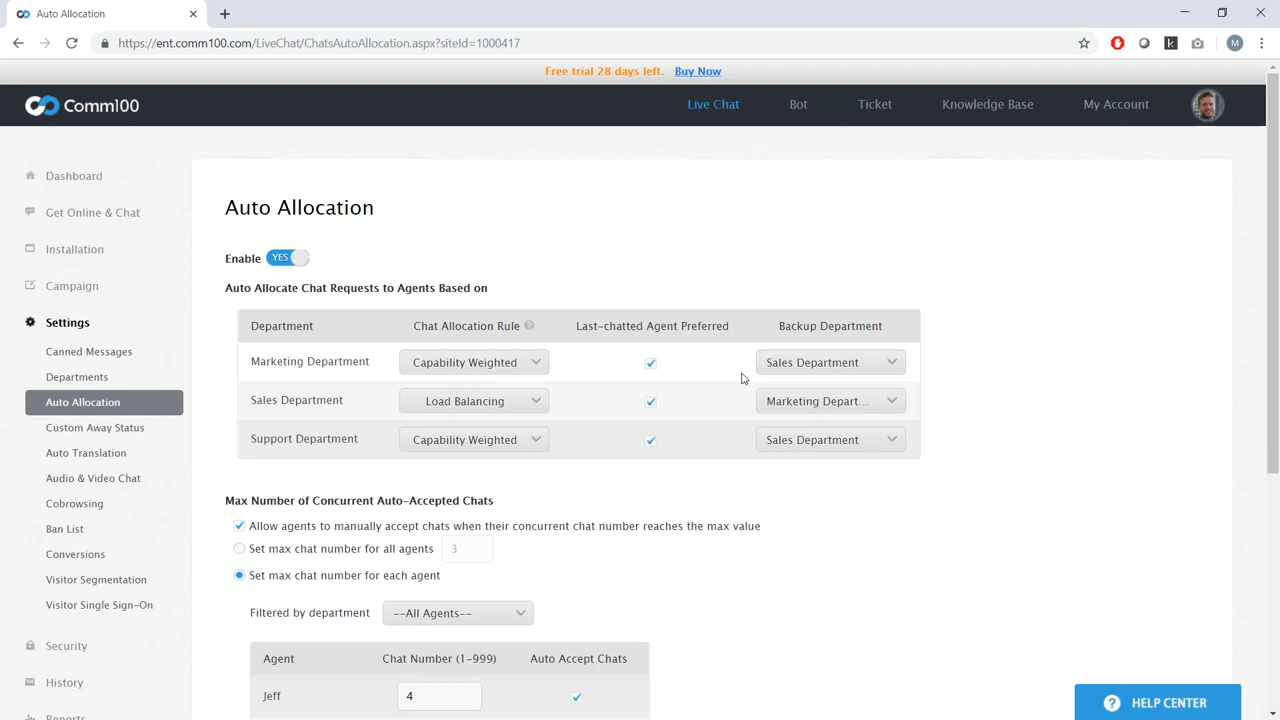 Auto Allocation
https://ent.comm100.com/LiveChat/ChatsAutoAllocation.aspx?siteId=1000417
k
M
Free trial 28 days left. Buy Now
Comm100 Live Chat Bot Ticket Knowledge Base My Account
Dashboard
Get Online & Chat
Installation
Campaign
Settings
Canned Messages
Departments
Auto Allocation
Custom Away Status
Auto Translation
Audio & Video Chat
Cobrowsing
Ban List
Conversions
Visitor Segmentation
Visitor Single Sign-On
Security
History
Reports
Auto Allocation
Enable YES
Auto Allocate Chat Requests to Agents Based on
Department Chat Allocation Rule ? Last-chatted Agent Preferred Backup Department
Marketing Department Capability Weighted Sales Department
Sales Department Load Balancing Marketing Depart...
Support Department Capability Weighted Sales Department
Max Number of Concurrent Auto-Accepted Chats
Allow agents to manually accept chats when their concurrent chat number reaches the max value
Set max chat number for all agents 3
Set max chat number for each agent
Filtered by department --All Agents--
Agent Chat Number (1-999) Auto Accept Chats
Jeff 4
? HELP CENTER